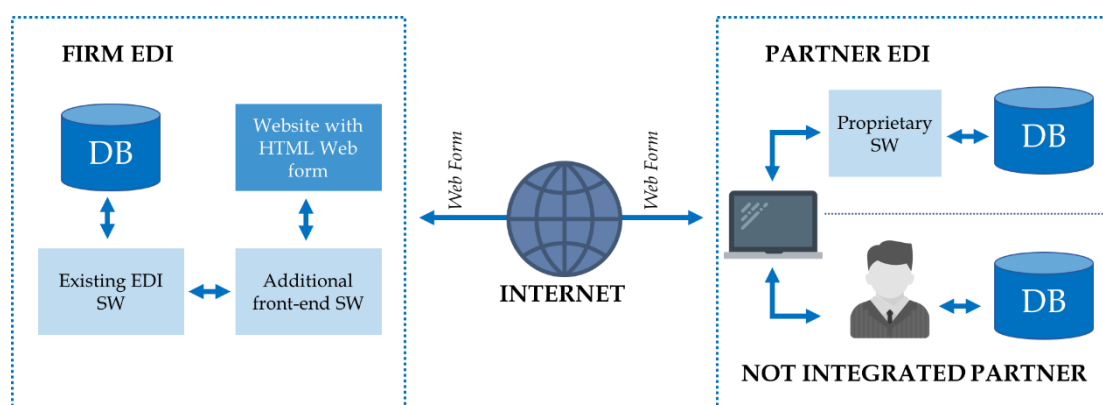 FIRM EDI
DB
Website with
HTML Web
form
Existing EDI
SW
Additional
front-end SW
Web Form
INTERNET
Web Form
PARTNER EDI
Proprietary
SW
DB
DB
NOT INTEGRATED PARTNER